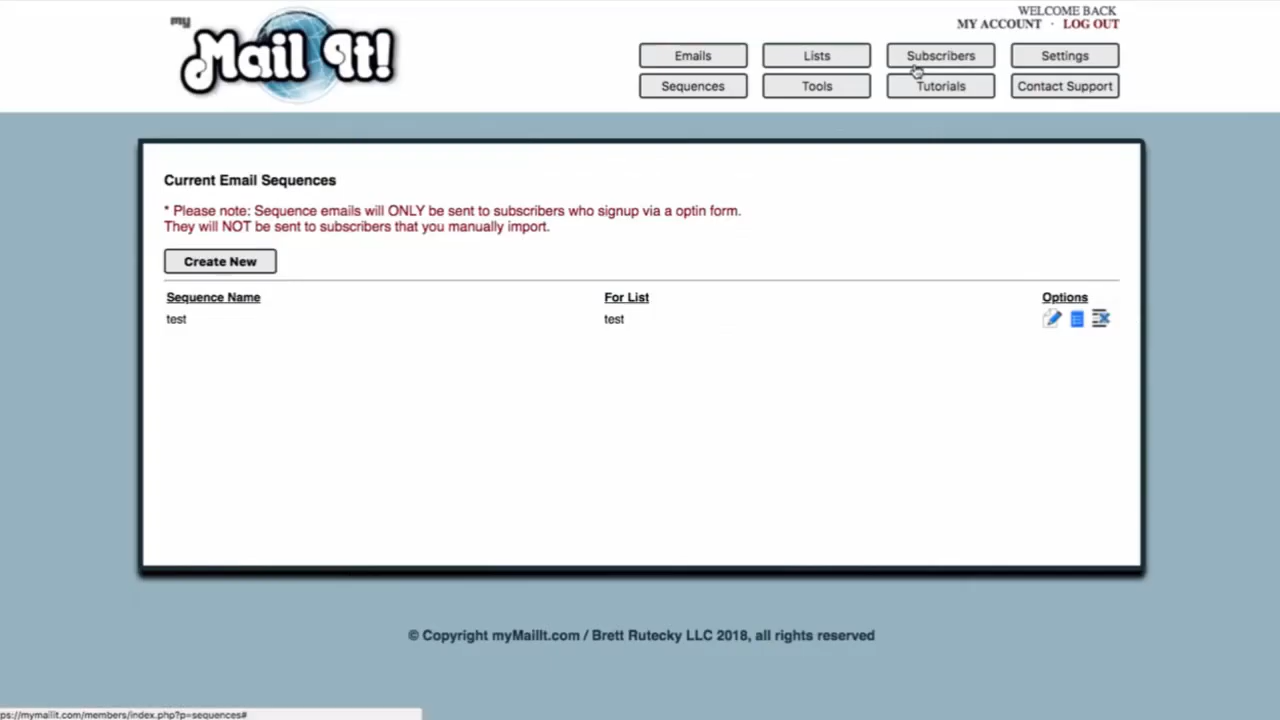 my
Mail It!
WELCOME BACK
MY ACCOUNT · LOG OUT
Emails
Lists
Subscribers
Settings
Sequences
Tools
Tutorials
Contact Support
Current Email Sequences
* Please note: Sequence emails will ONLY be sent to subscribers who signup via a optin form.
They will NOT be sent to subscribers that you manually import.
Create New
Sequence Name For List Options
test test
© Copyright myMailIt.com / Brett Rutecky LLC 2018, all rights reserved
ps://mymailit.com/members/index.php?p=sequences#